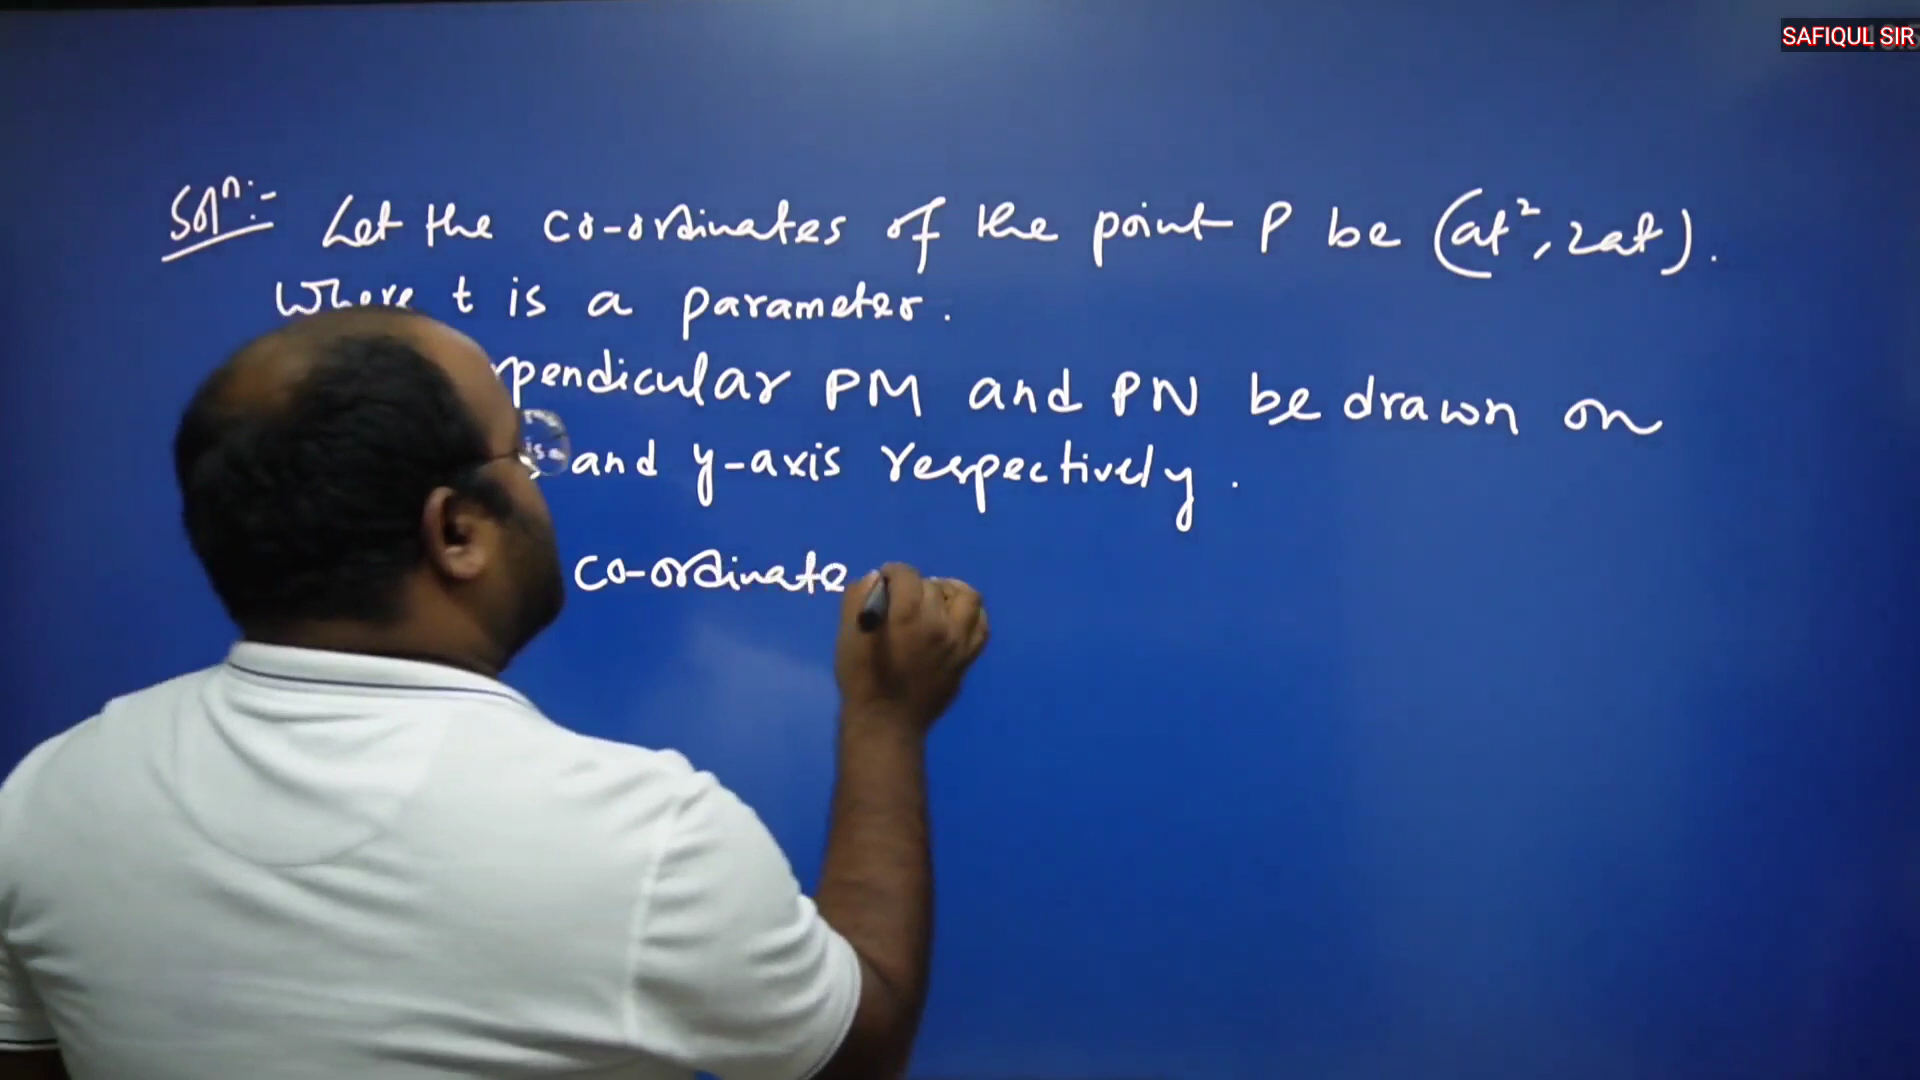 SAFIQUL SIR
Solⁿ:- Let the co-ordinates of the point P be (at², 2at).
Where t is a parameter.
rpendicular PM and PN be drawn on
and y-axis respectively.
co-ordinate